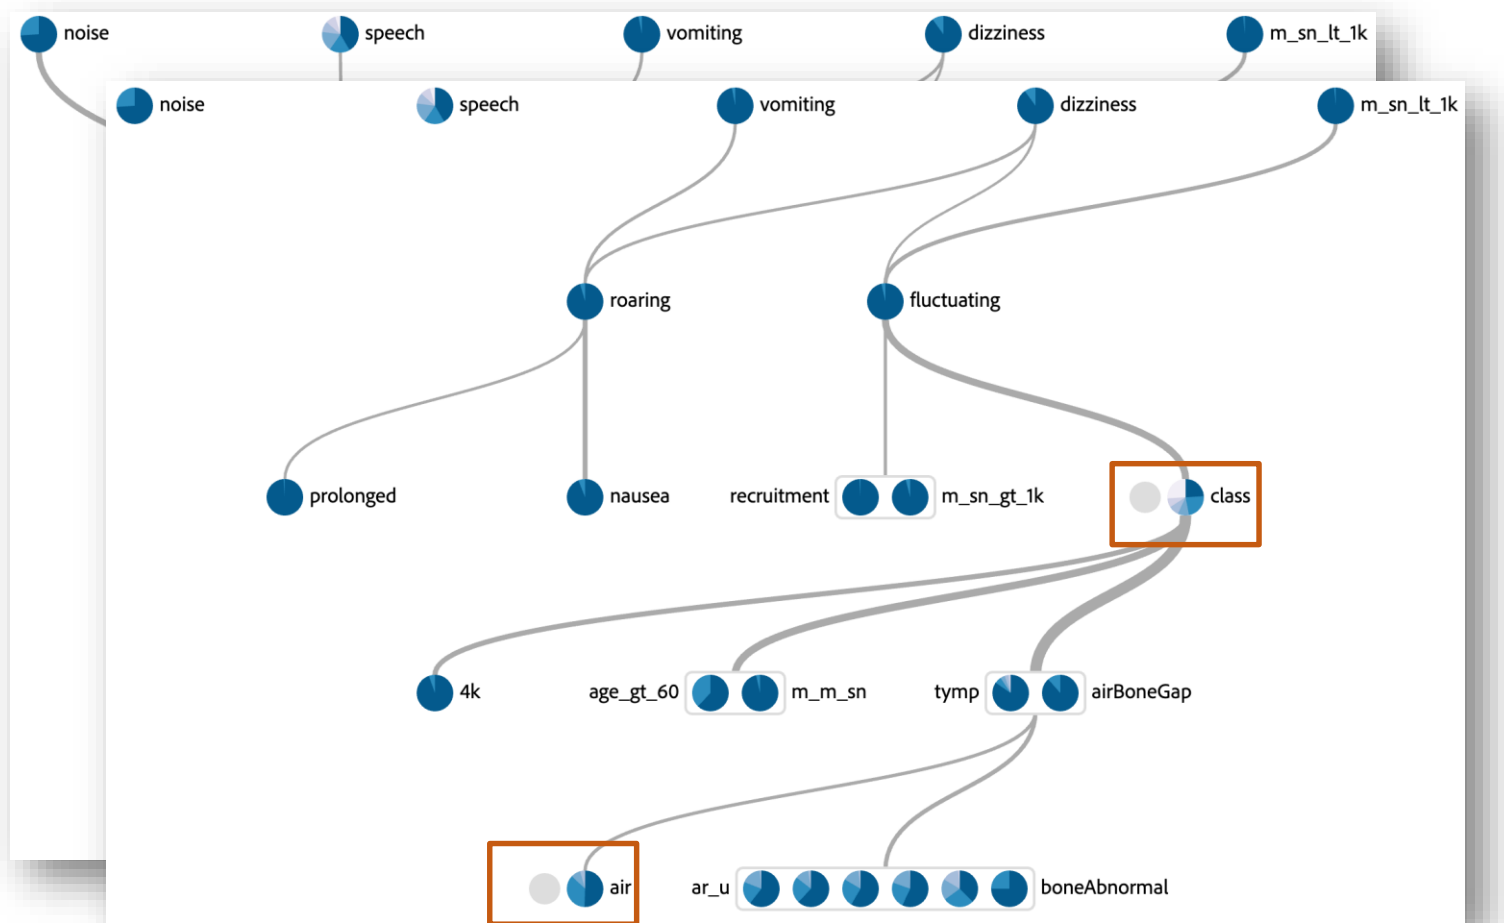 noise speech vomiting dizziness m_sn_lt_1k
noise speech vomiting dizziness m_sn_lt_1k
roaring fluctuating
prolonged nausea recruitment m_sn_gt_1k class
4k age_gt_60 m_m_sn tymp airBoneGap
air ar_u boneAbnormal